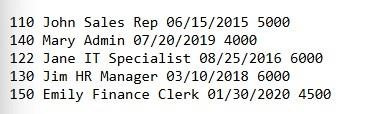 110 John Sales Rep 06/15/2015 5000
140 Mary Admin 07/20/2019 4000
122 Jane IT Specialist 08/25/2016 6000
130 Jim HR Manager 03/10/2018 6000
150 Emily Finance Clerk 01/30/2020 4500